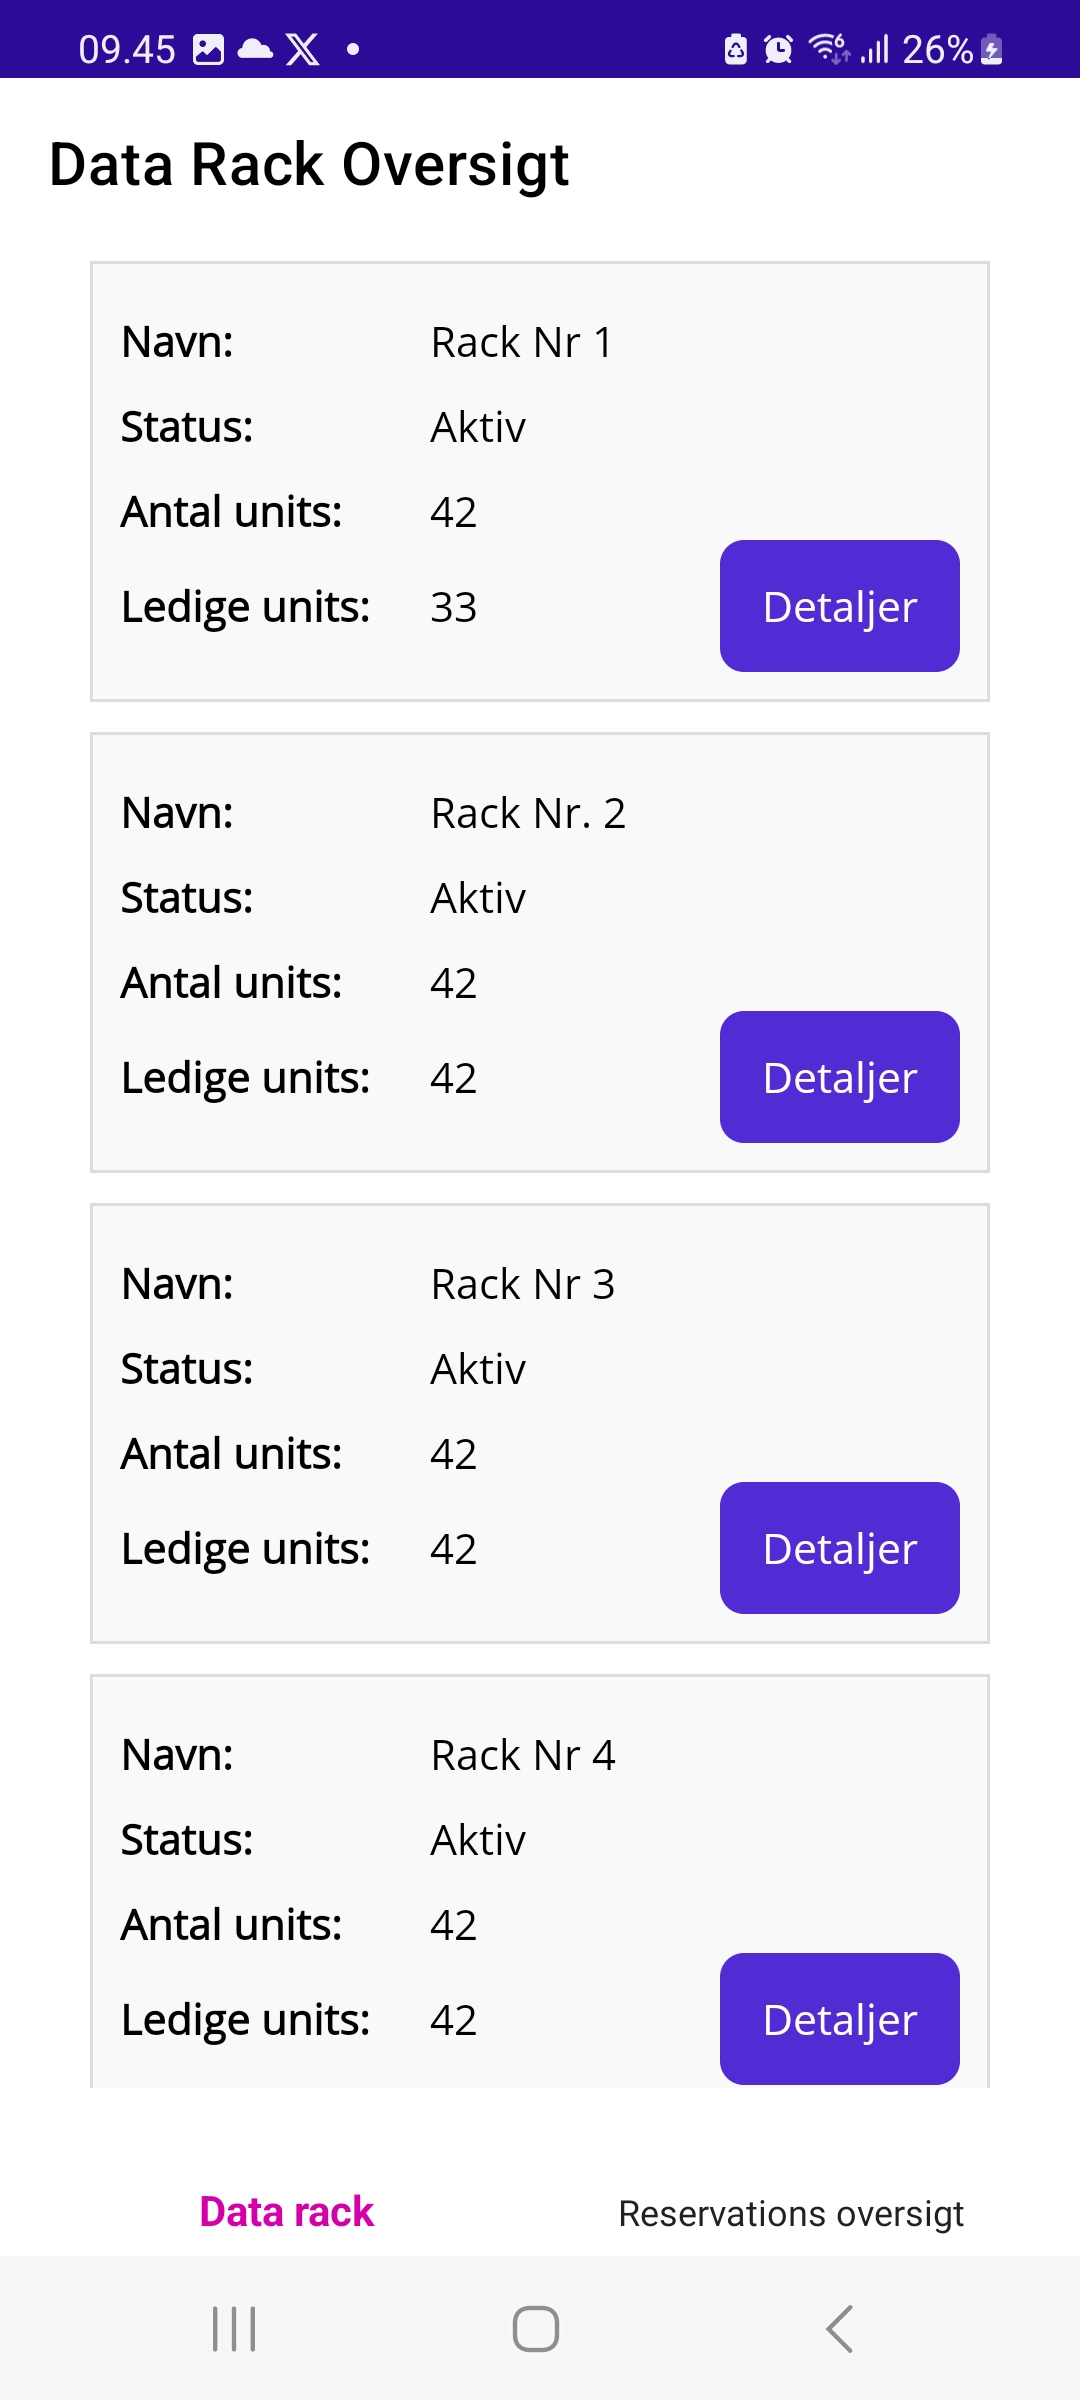 09.45 26%
Data Rack Oversigt
Navn: Rack Nr 1
Status: Aktiv
Antal units: 42
Ledige units: 33 Detaljer
Navn: Rack Nr. 2
Status: Aktiv
Antal units: 42
Ledige units: 42 Detaljer
Navn: Rack Nr 3
Status: Aktiv
Antal units: 42
Ledige units: 42 Detaljer
Navn: Rack Nr 4
Status: Aktiv
Antal units: 42
Ledige units: 42 Detaljer
Data rack Reservations oversigt